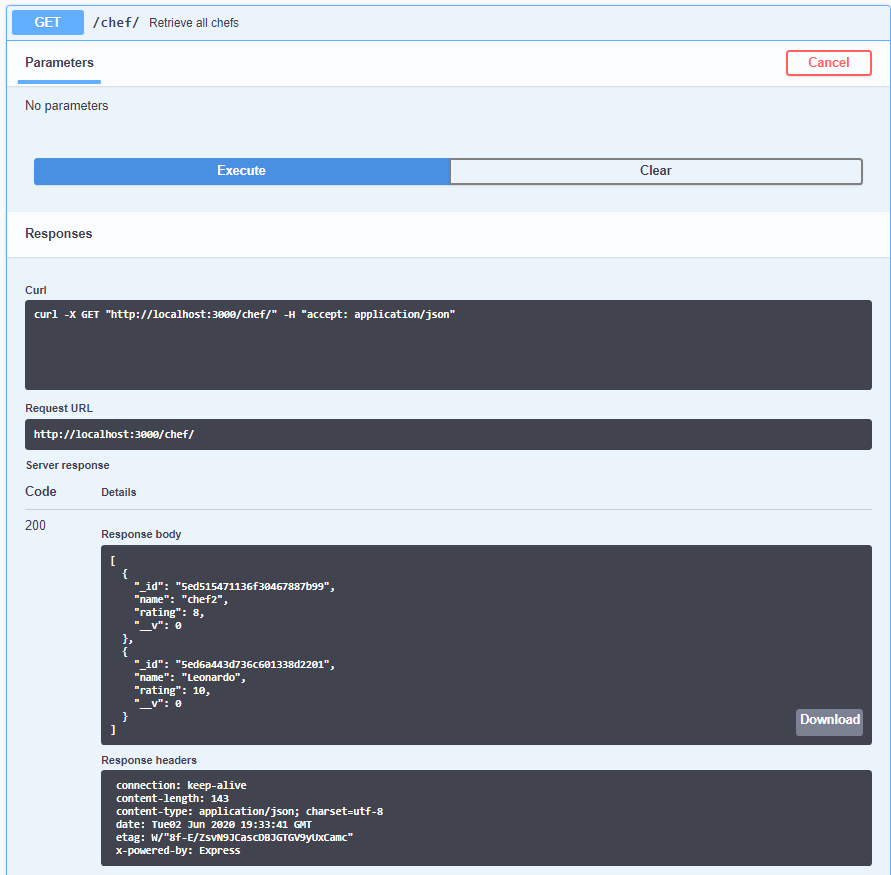 GET /chef/ Retrieve all chefs
Parameters
Cancel
No parameters
Execute
Clear
Responses
Curl
curl -X GET "http://localhost:3000/chef/" -H "accept: application/json"
Request URL
http://localhost:3000/chef/
Server response
Code Details
200
Response body
[
  {
    "_id": "5ed515471136f30467887b99",
    "name": "chef2",
    "rating": 8,
    "__v": 0
  },
  {
    "_id": "5ed6a443d736c601338d2201",
    "name": "Leonardo",
    "rating": 10,
    "__v": 0
  }
]
Download
Response headers
connection: keep-alive
content-length: 143
content-type: application/json; charset=utf-8
date: Tue02 Jun 2020 19:33:41 GMT
etag: W/"8f-E/ZsvN9JCascDBJGTGV9yUxCamc"
x-powered-by: Express